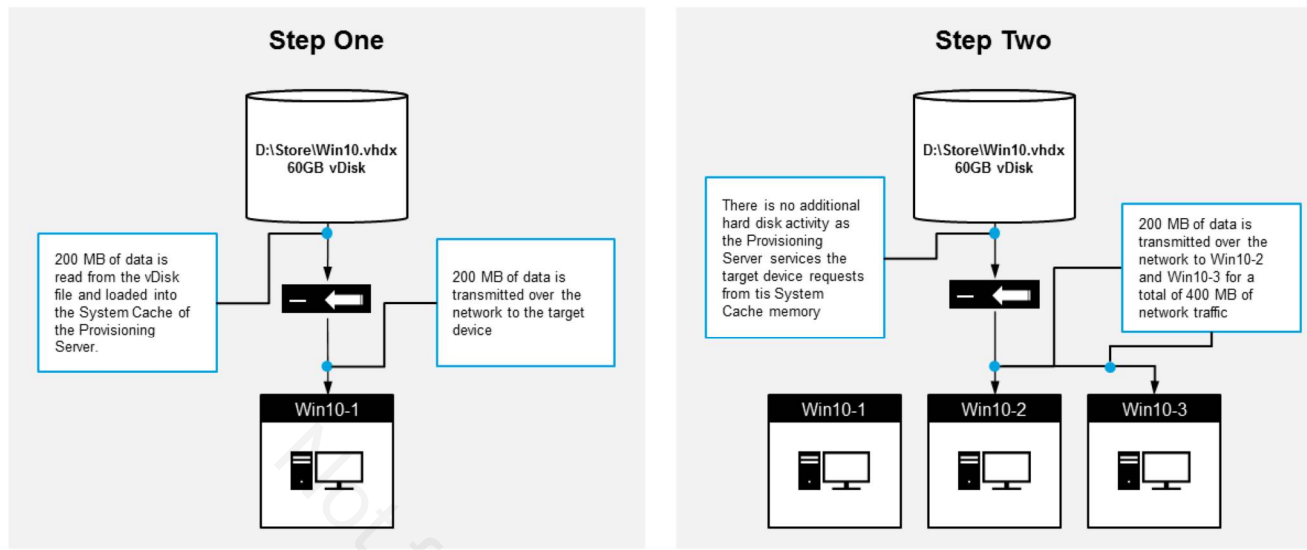 Step One
D:\Store\Win10.vhdx
60GB vDisk
200 MB of data is
read from the vDisk
file and loaded into
the System Cache of
the Provisioning
Server.
200 MB of data is
transmitted over the
network to the target
device
Win10-1
Not f
Step Two
D:\Store\Win10.vhdx
60GB vDisk
There is no additional
hard disk activity as
the Provisioning
Server services the
target device requests
from tis System
Cache memory
200 MB of data is
transmitted over the
network to Win10-2
and Win10-3 for a
total of 400 MB of
network traffic
Win10-1
Win10-2
Win10-3